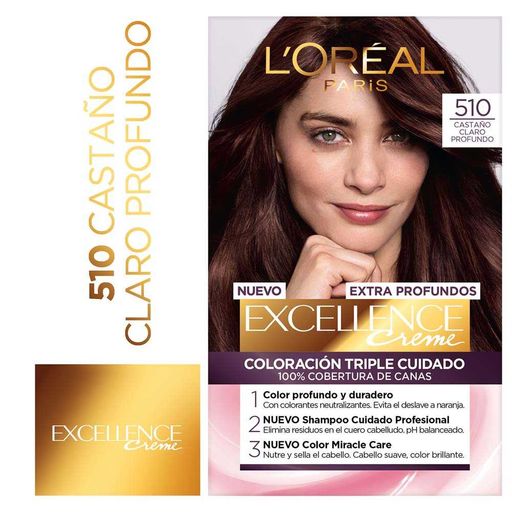 510 CASTAÑO
CLARO PROFUNDO
EXCELLENCE
Creme
L'ORÉAL
PARIS
510
CASTAÑO
CLARO
PROFUNDO
NUEVO
EXTRA PROFUNDOS
EXCELLENCE
Creme
COLORACIÓN TRIPLE CUIDADO
100% COBERTURA DE CANAS
1 Color profundo y duradero
Con colorantes neutralizantes. Evita el deslave a naranja.
2 NUEVO Shampoo Cuidado Profesional
Elimina residuos en el cuero cabelludo. pH balanceado.
3 NUEVO Color Miracle Care
Nutre y sella el cabello. Cabello suave, color brillante.